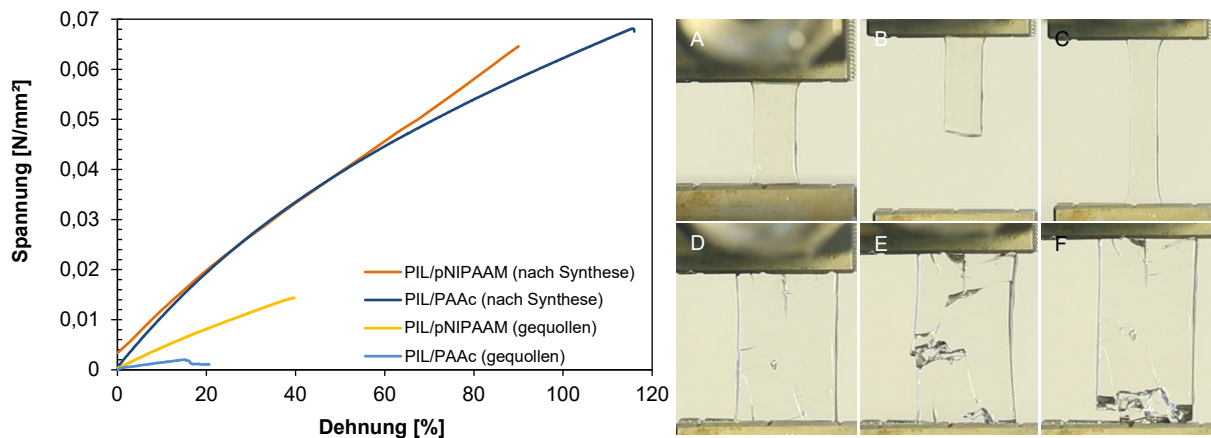 0,07
0,06
0,05
0,04
0,03
0,02
0,01
0
Spannung [N/mm²]
0 20 40 60 80 100 120
Dehnung [%]
PIL/pNIPAAM (nach Synthese)
PIL/PAAc (nach Synthese)
PIL/pNIPAAM (gequollen)
PIL/PAAc (gequollen)
A B C
D E F